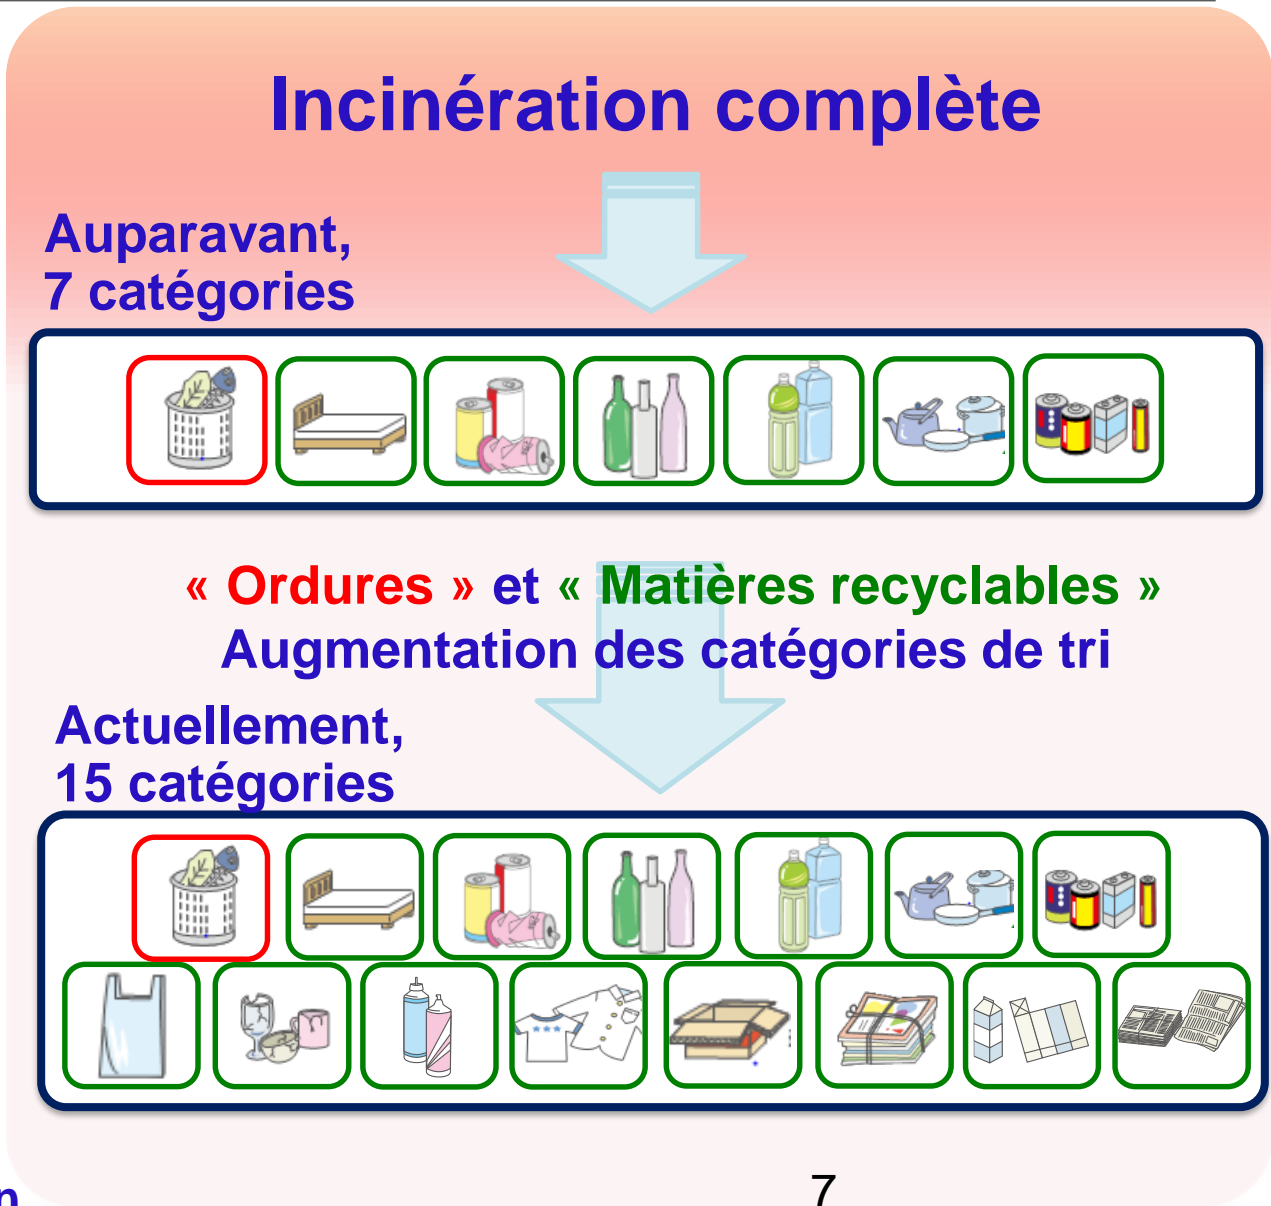 Incinération complète
Auparavant,
7 catégories
« Ordures » et « Matières recyclables »
Augmentation des catégories de tri
Actuellement,
15 catégories
n
7